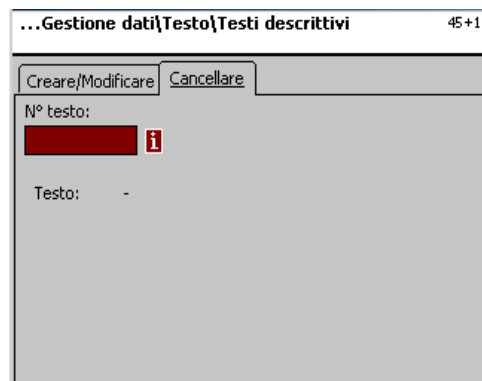 ...Gestione dati\Testo\Testi descrittivi 45+1
Creare/Modificare Cancellare
N° testo:
i
Testo: -